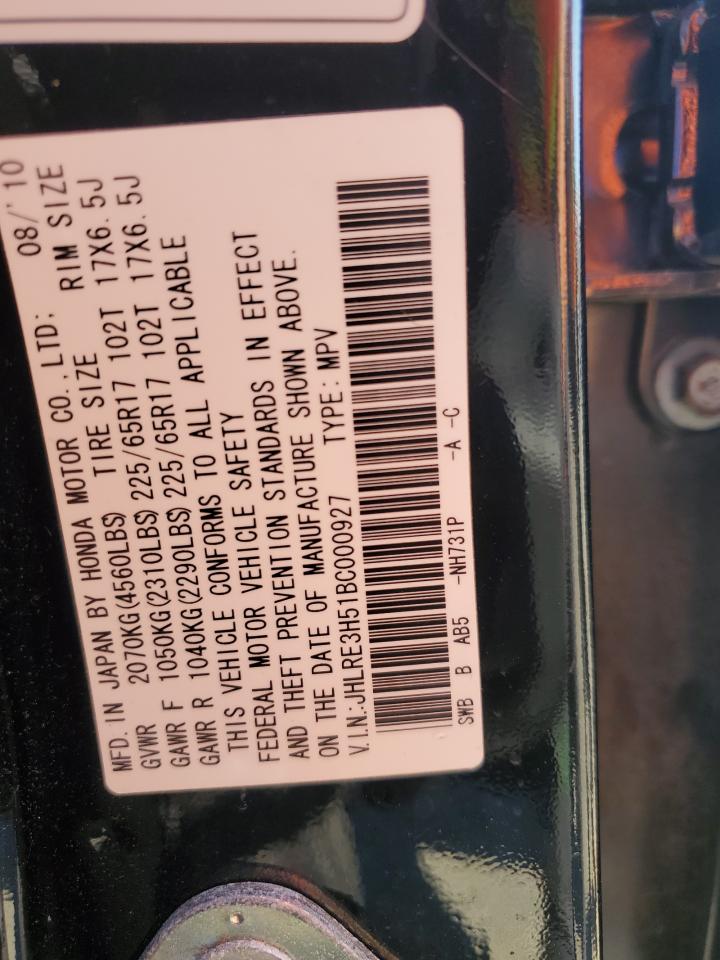 MFD. IN JAPAN BY HONDA MOTOR CO., LTD: 08/'10
GVWR 2070KG(4560LBS) TIRE SIZE RIM SIZE
GAWR F 1050KG(2310LBS) 225/65R17 102T 17X6.5J
GAWR R 1040KG(2290LBS) 225/65R17 102T 17X6.5J
THIS VEHICLE CONFORMS TO ALL APPLICABLE
FEDERAL MOTOR VEHICLE SAFETY
AND THEFT PREVENTION STANDARDS IN EFFECT
ON THE DATE OF MANUFACTURE SHOWN ABOVE.
V.I.N.:JHLRE3H51BC000927 TYPE: MPV
SWB B AB5 -NH731P -A -C